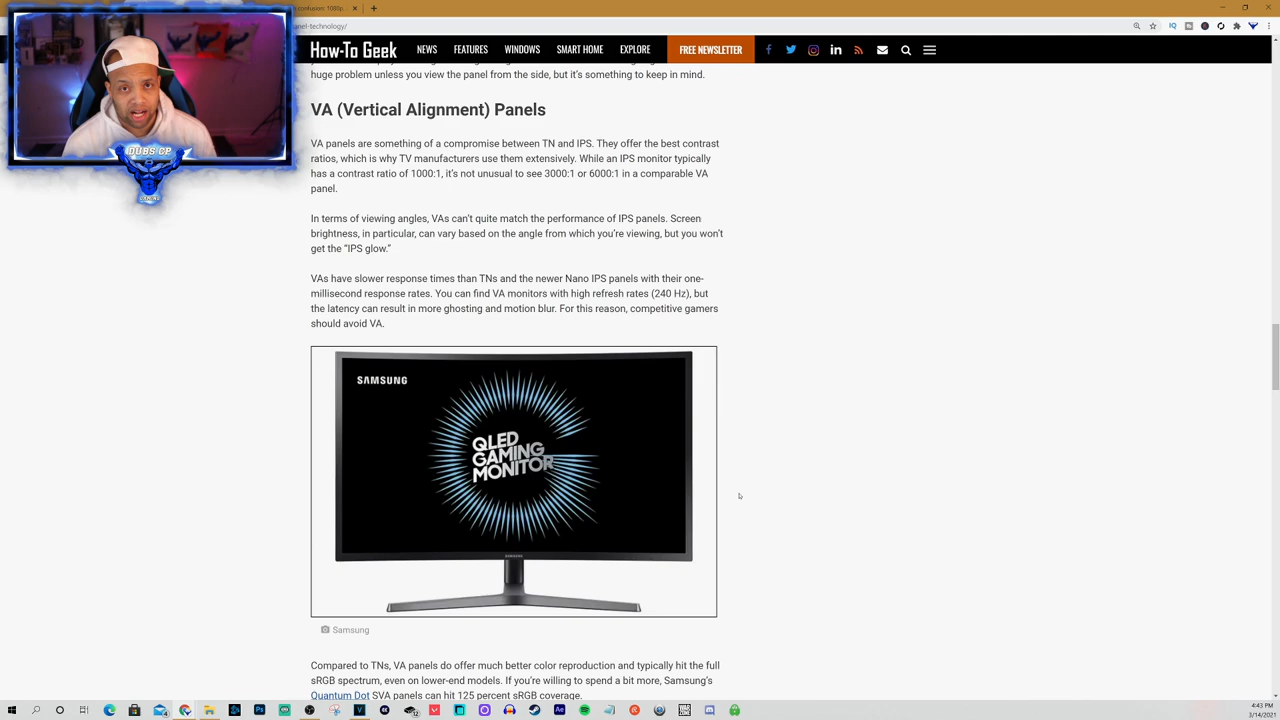 n confusion: 1080p...
anel-technology/
How-To Geek
NEWS
FEATURES
WINDOWS
SMART HOME
EXPLORE
FREE NEWSLETTER
huge problem unless you view the panel from the side, but it's something to keep in mind.
DUBS CP
VA (Vertical Alignment) Panels
VA panels are something of a compromise between TN and IPS. They offer the best contrast
ratios, which is why TV manufacturers use them extensively. While an IPS monitor typically
has a contrast ratio of 1000:1, it's not unusual to see 3000:1 or 6000:1 in a comparable VA
panel.
In terms of viewing angles, VAs can't quite match the performance of IPS panels. Screen
brightness, in particular, can vary based on the angle from which you're viewing, but you won't
get the “IPS glow.”
VAs have slower response times than TNs and the newer Nano IPS panels with their one-
millisecond response rates. You can find VA monitors with high refresh rates (240 Hz), but
the latency can result in more ghosting and motion blur. For this reason, competitive gamers
should avoid VA.
SAMSUNG
QLED
GAMING
MONITOR
SAMSUNG
Samsung
Compared to TNs, VA panels do offer much better color reproduction and typically hit the full
sRGB spectrum, even on lower-end models. If you're willing to spend a bit more, Samsung's
Quantum Dot SVA panels can hit 125 percent sRGB coverage.
4:43 PM
3/14/2021